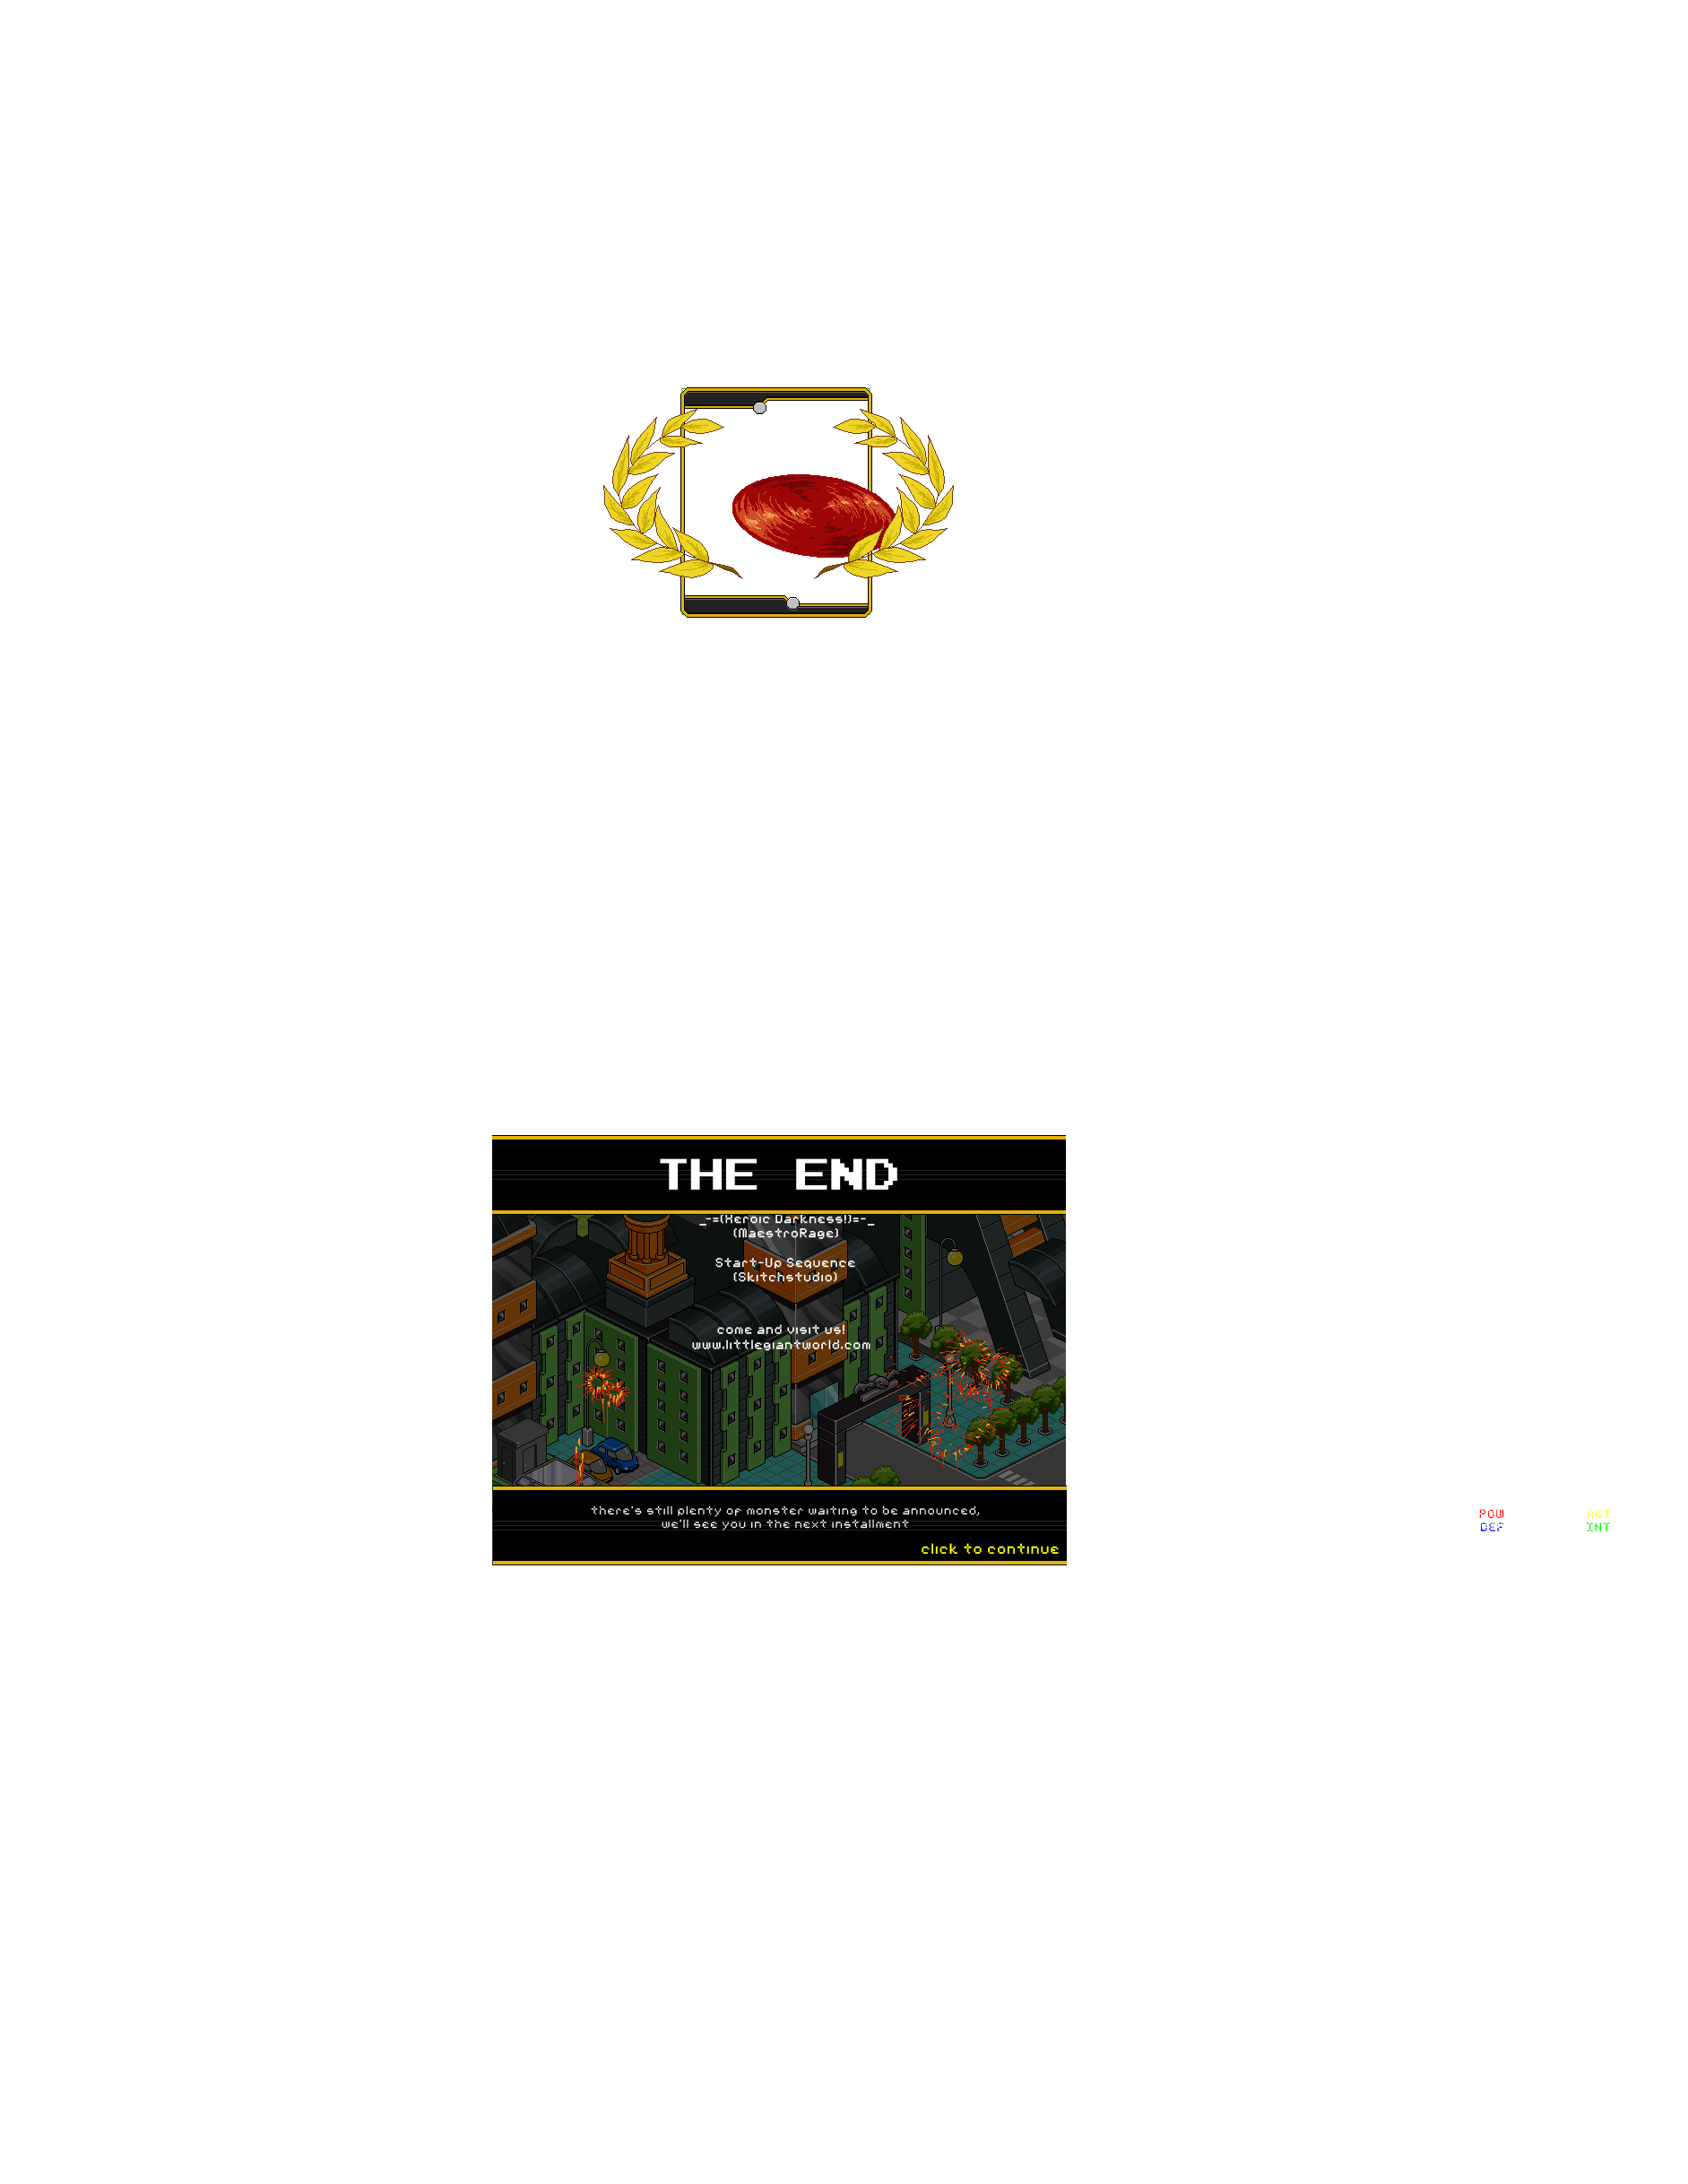 THE END
_-=(Heroic Darkness!)=-_
(MaestroRage)
Start-Up Sequence
(Skitchstudio)
come and visit us!
www.littlegiantworld.com
there's still plenty of monster waiting to be announced,
we'll see you in the next installment
click to continue
POW AGI
DEF INT